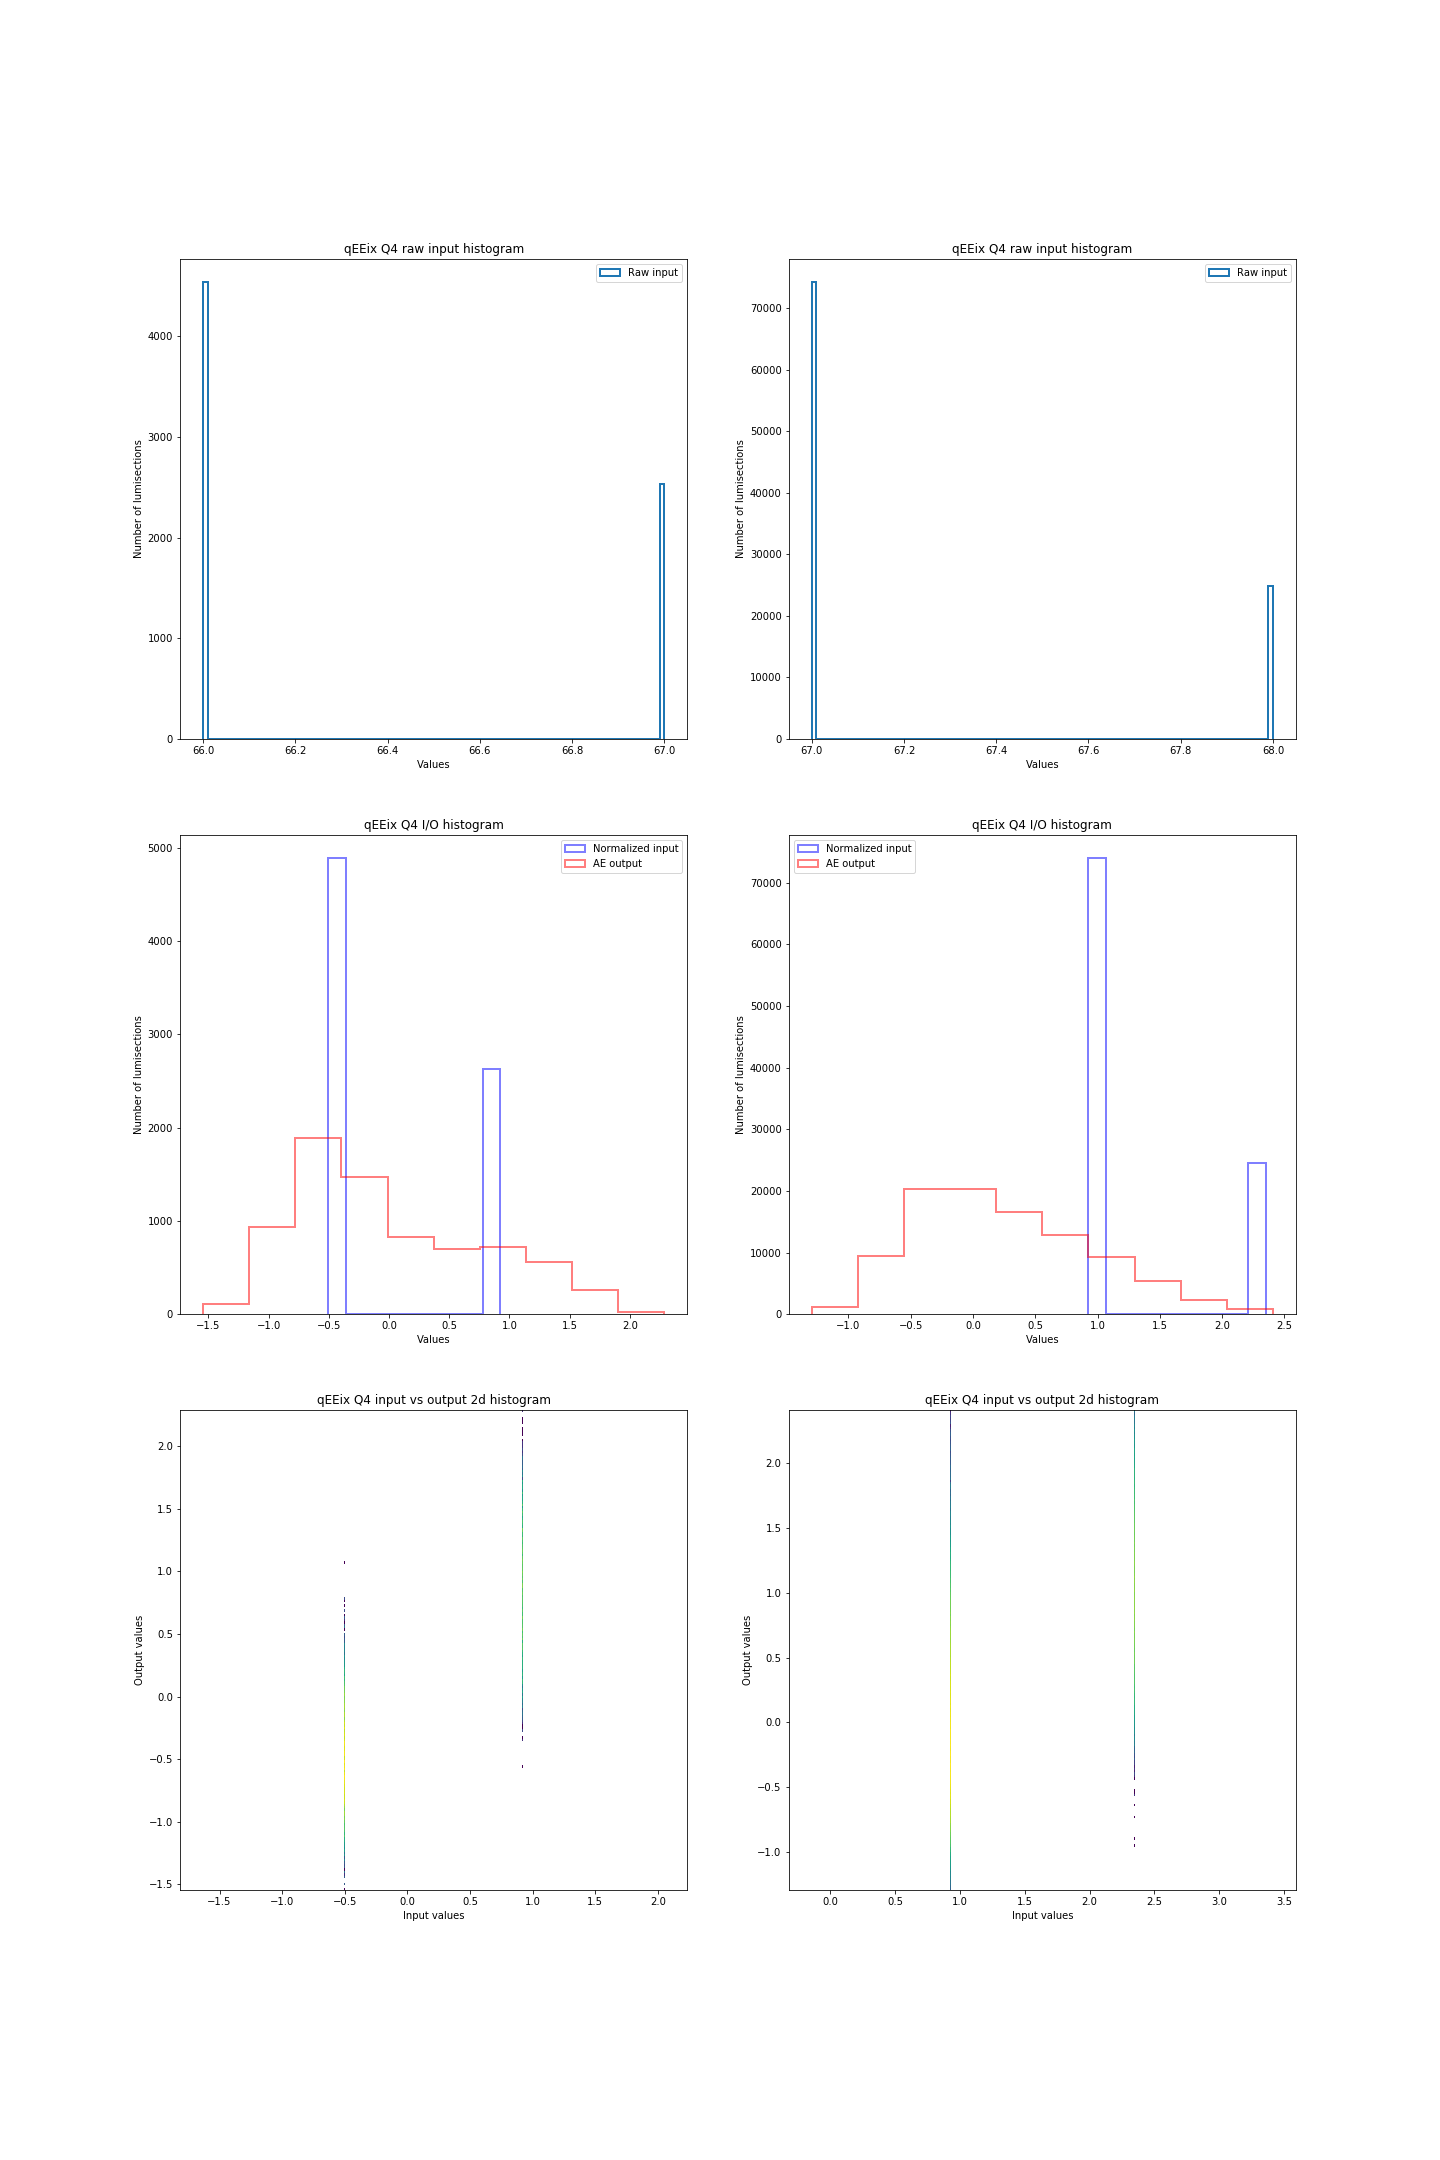 qEEix Q4 raw input histogram
Raw input
4000
3000
2000
1000
0
Number of lumisections
66.0 66.2 66.4 66.6 66.8 67.0
Values
qEEix Q4 raw input histogram
Raw input
70000
60000
50000
40000
30000
20000
10000
0
Number of lumisections
67.0 67.2 67.4 67.6 67.8 68.0
Values
qEEix Q4 I/O histogram
Normalized input
AE output
5000
4000
3000
2000
1000
0
Number of lumisections
−1.5 −1.0 −0.5 0.0 0.5 1.0 1.5 2.0
Values
qEEix Q4 I/O histogram
Normalized input
AE output
70000
60000
50000
40000
30000
20000
10000
0
Number of lumisections
−1.0 −0.5 0.0 0.5 1.0 1.5 2.0 2.5
Values
qEEix Q4 input vs output 2d histogram
2.0
1.5
1.0
0.5
0.0
−0.5
−1.0
−1.5
Output values
−1.5 −1.0 −0.5 0.0 0.5 1.0 1.5 2.0
Input values
qEEix Q4 input vs output 2d histogram
2.0
1.5
1.0
0.5
0.0
−0.5
−1.0
Output values
0.0 0.5 1.0 1.5 2.0 2.5 3.0 3.5
Input values